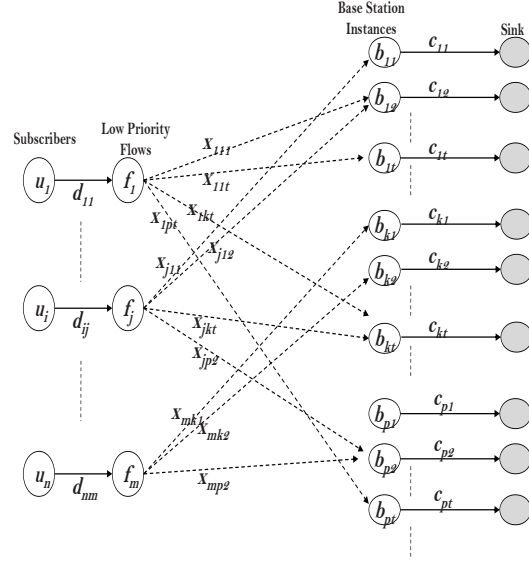 Base Station
Instances
Sink
Subscribers
Low Priority
Flows
u1 d11 f1
ui dij fj
un dnm fm
x111
x11t
x1kt
x1pt
xj11
xj12
xjkt
xjp2
xmk1
xmk2
xmp2
b11 c11
b12 c12
b1t c1t
bk1 ck1
bk2 ck2
bkt ckt
bp1 cp1
bp2 cp2
bpt cpt